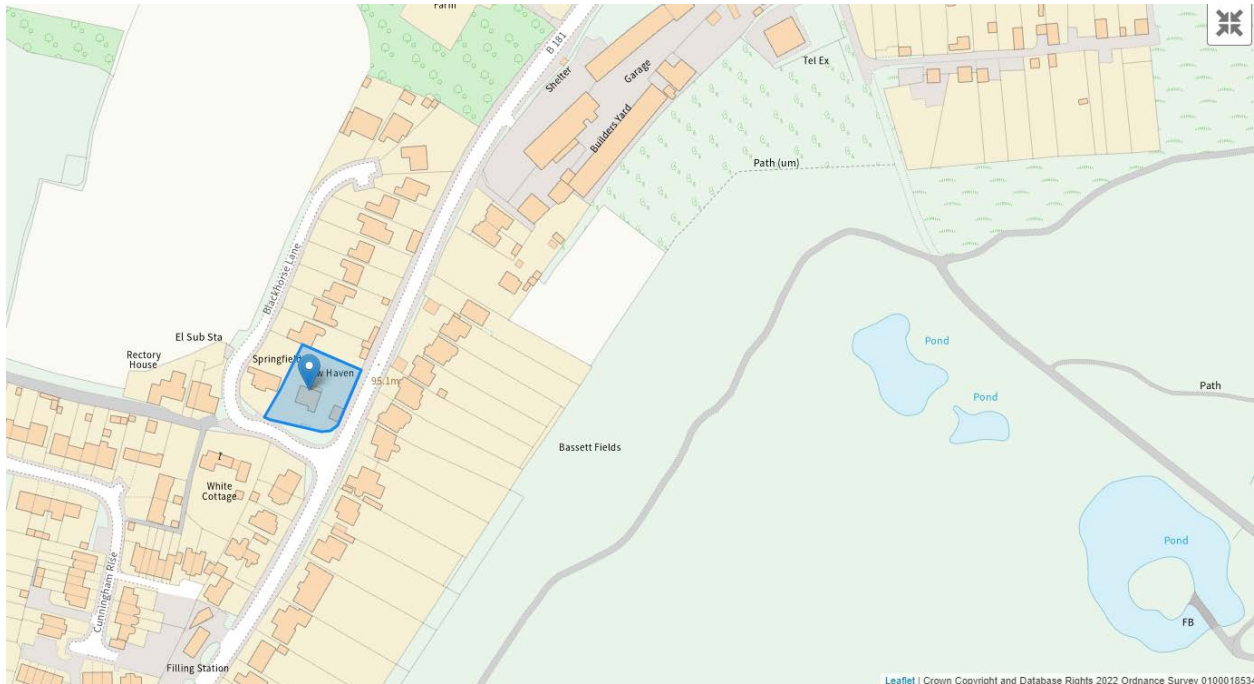 Farm
B 181
Shelter
Garage
Builders Yard
Tel Ex
Path (um)
Blackhorse Lane
El Sub Sta
Rectory
House
Springfield
Haven
95.1m
Pond
Pond
Path
Bassett Fields
White
Cottage
Cunningham Rise
Pond
FB
Filling Station
Leaflet | Crown Copyright and Database Rights 2022 Ordnance Survey 0100018534